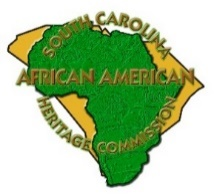 SOUTH CAROLINA
AFRICAN AMERICAN
HERITAGE COMMISSION